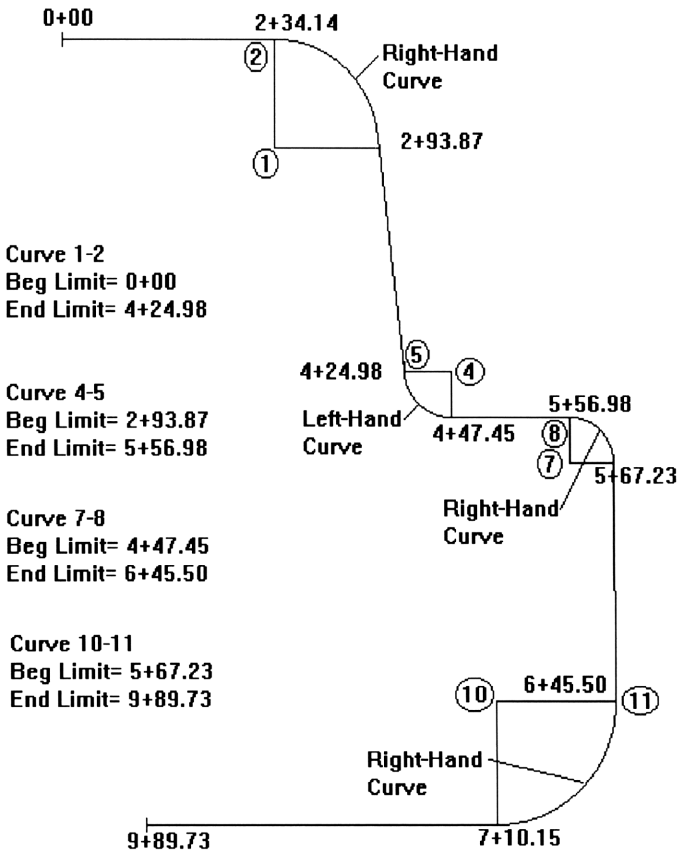 0+00
2+34.14
2
Right-Hand
Curve
1
2+93.87
Curve 1-2
Beg Limit= 0+00
End Limit= 4+24.98
5
4+24.98
4
Curve 4-5
Beg Limit= 2+93.87
End Limit= 5+56.98
Left-Hand
Curve
4+47.45
5+56.98
8
7
5+67.23
Right-Hand
Curve
Curve 7-8
Beg Limit= 4+47.45
End Limit= 6+45.50
Curve 10-11
Beg Limit= 5+67.23
End Limit= 9+89.73
10
6+45.50
11
Right-Hand
Curve
9+89.73
7+10.15